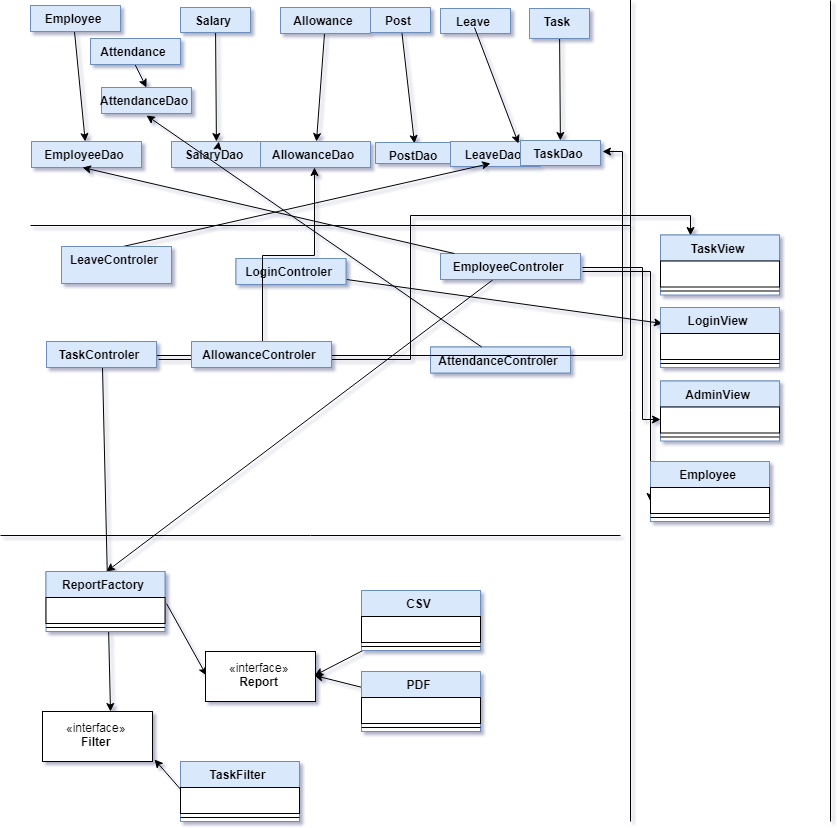 Employee
Salary
Allowance
Post
Leave
Task
Attendance
AttendanceDao
EmployeeDao
SalaryDao
AllowanceDao
PostDao
LeaveDao
TaskDao
LeaveControler
LoginControler
EmployeeControler
TaskView
LoginView
TaskControler
AllowanceControler
AttendanceControler
AdminView
Employee
ReportFactory
CSV
«interface»
Report
PDF
«interface»
Filter
TaskFilter